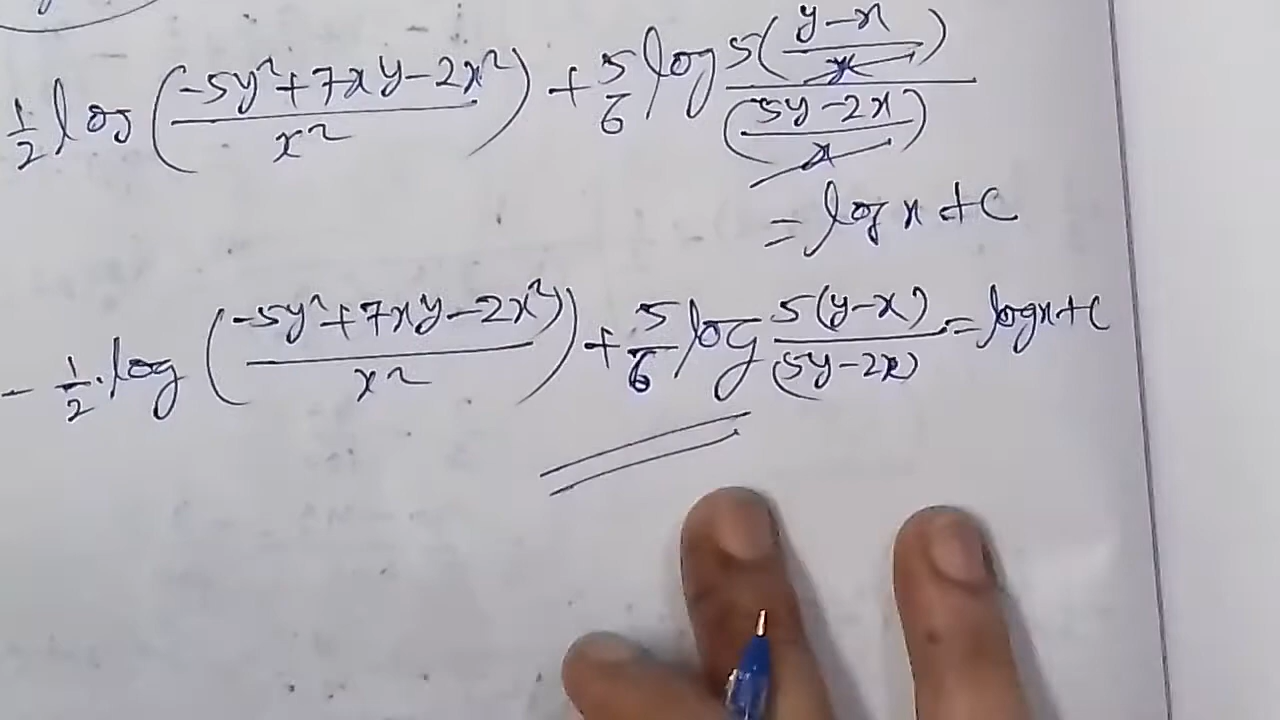 1/2 log ((-5y²+7xy-2x²)/x²) + 5/6 log (5((y-x)/x))/((5y-2x)/x)
= log x + c
- 1/2 . log ((-5y²+7xy-2x²)/x²) + 5/6 log (5(y-x))/((5y-2x)) = log x + c